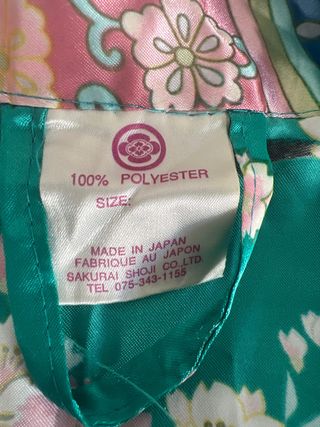 100% POLYESTER
SIZE:
MADE IN JAPAN
FABRIQUE AU JAPON
SAKURAI SHOJI CO.,LTD.
TEL 075-343-1155